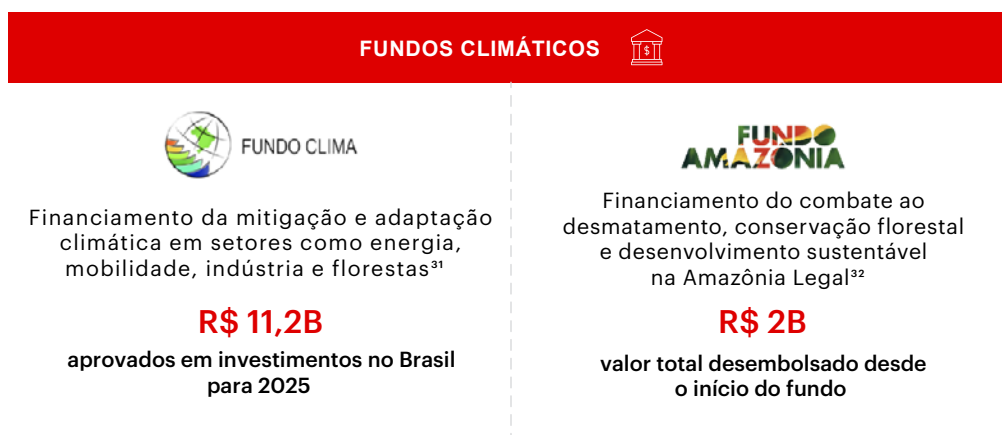 FUNDOS CLIMÁTICOS
$
FUNDO CLIMA
Financiamento da mitigação e adaptação
climática em setores como energia,
mobilidade, indústria e florestas³¹
R$ 11,2B
aprovados em investimentos no Brasil
para 2025
FUNDO
AMAZÔNIA
Financiamento do combate ao
desmatamento, conservação florestal
e desenvolvimento sustentável
na Amazônia Legal³²
R$ 2B
valor total desembolsado desde
o início do fundo